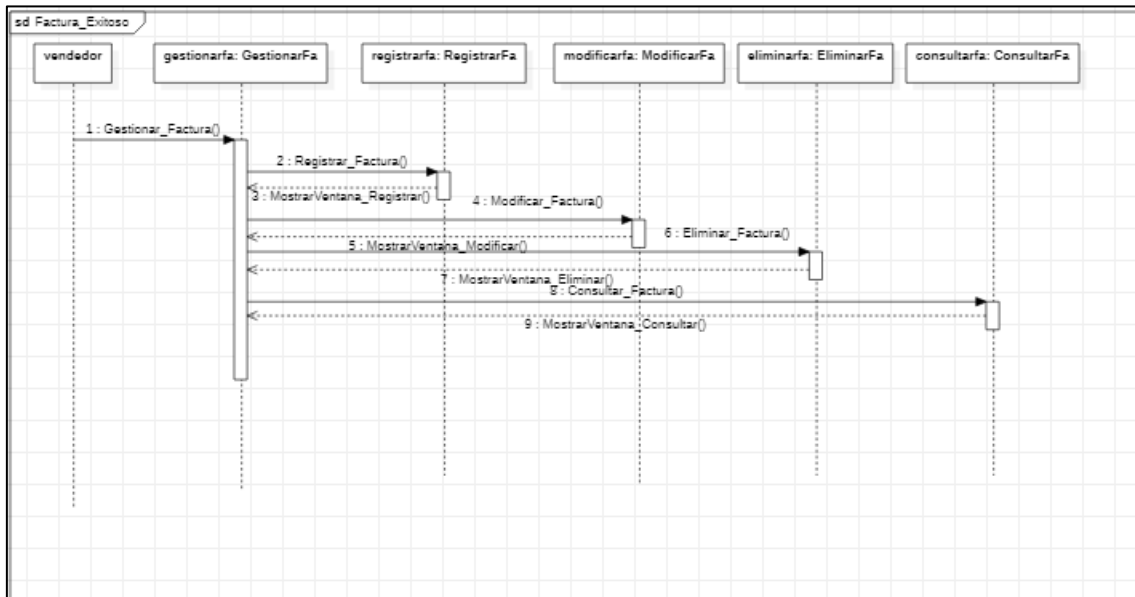 sd Factura_Exitoso
vendedor
gestionarfa: GestionarFa
registrarfa: RegistrarFa
modificarfa: ModificarFa
eliminarfa: EliminarFa
consultarfa: ConsultarFa
1 : Gestionar_Factura()
2 : Registrar_Factura()
3 : MostrarVentana_Registrar()
4 : Modificar_Factura()
5 : MostrarVentana_Modificar()
6 : Eliminar_Factura()
7 : MostrarVentana_Eliminar()
8 : Consultar_Factura()
9 : MostrarVentana_Consultar()